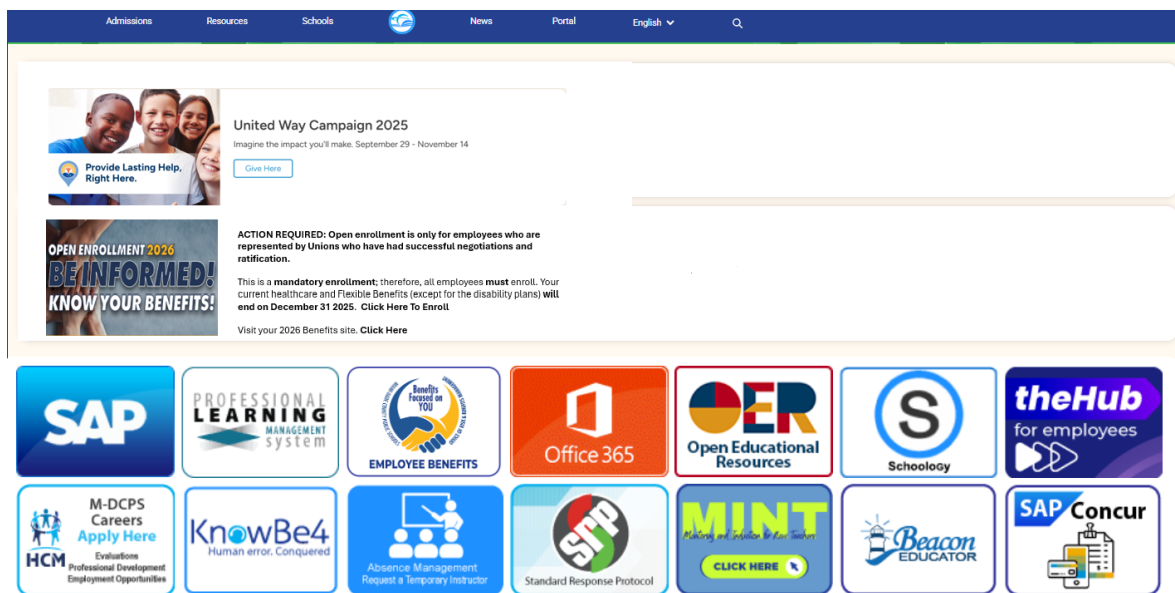 Admissions Resources Schools News Portal English
United Way Campaign 2025
Imagine the impact you'll make. September 29 - November 14
Provide Lasting Help,
Right Here.
Give Here
OPEN ENROLLMENT 2026
BE INFORMED!
KNOW YOUR BENEFITS!
ACTION REQUIRED: Open enrollment is only for employees who are
represented by Unions who have had successful negotiations and
ratification.
This is a mandatory enrollment; therefore, all employees must enroll. Your
current healthcare and Flexible Benefits (except for the disability plans) will
end on December 31 2025. Click Here To Enroll
Visit your 2026 Benefits site. Click Here
SAP
PROFESSIONAL
LEARNING
MANAGEMENT
system
Benefits
Focused on
YOU
EMPLOYEE BENEFITS
Office 365
OER
Open Educational
Resources
S
Schoology
theHub
for employees
M-DCPS
Careers
Apply Here
HCM
Evaluations
Professional Development
Employment Opportunities
KnowBe4
Human error. Conquered
Absence Management
Request a Temporary Instructor
srp
Standard Response Protocol
MINT
Mentoring and Induction for New Teachers
CLICK HERE
Beacon
EDUCATOR
SAP Concur